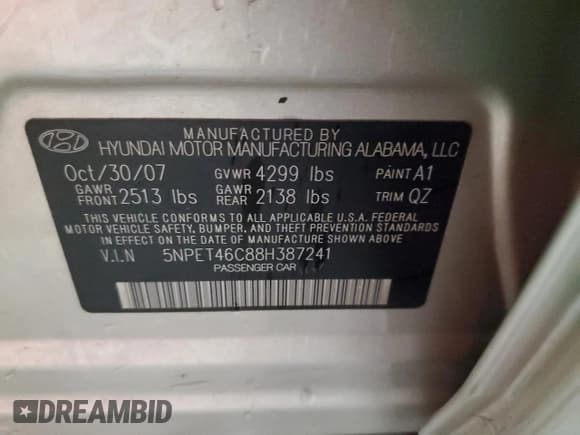 MANUFACTURED BY
HYUNDAI MOTOR MANUFACTURING ALABAMA, LLC
Oct/30/07 GVWR 4299 lbs PAINT A1
GAWR FRONT 2513 lbs GAWR REAR 2138 lbs TRIM QZ
THIS VEHICLE CONFORMS TO ALL APPLICABLE U.S.A. FEDERAL
MOTOR VEHICLE SAFETY, BUMPER, AND THEFT PREVENTION STANDARDS
IN EFFECT ON THE DATE OF MANUFACTURE SHOWN ABOVE.
V.I.N 5NPET46C88H387241
PASSENGER CAR
DREAMBID